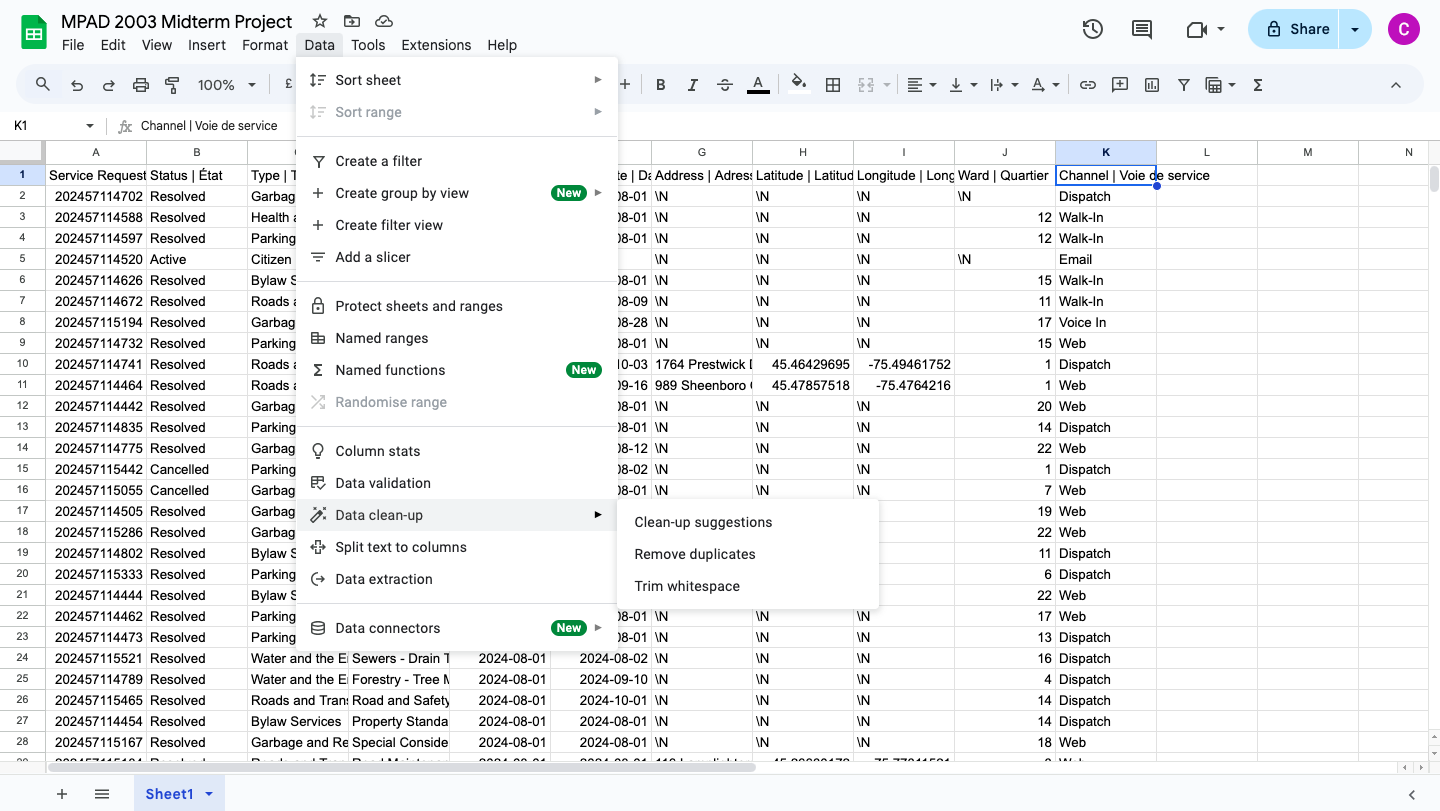 MPAD 2003 Midterm Project
File Edit View Insert Format Data Tools Extensions Help
Share
C
100% £
K1 Channel | Voie de service
Sort sheet
Sort range
Create a filter
Create group by view New
Create filter view
Add a slicer
Protect sheets and ranges
Named ranges
Named functions New
Randomise range
Column stats
Data validation
Data clean-up
Split text to columns
Data extraction
Data connectors New
Clean-up suggestions
Remove duplicates
Trim whitespace
A B G H I J K L M N
1 Service Request Status | État Type | Address | Latitude | Longitude | Ward | Quartier Channel | Voie de service
2 202457114702 Resolved Garbag 08-01 \N \N \N \N Dispatch
3 202457114588 Resolved Health 08-01 \N \N \N 12 Walk-In
4 202457114597 Resolved Parking 08-01 \N \N \N 12 Walk-In
5 202457114520 Active Citizen \N \N \N \N Email
6 202457114626 Resolved Bylaw S 08-01 \N \N \N 15 Walk-In
7 202457114672 Resolved Roads 08-09 \N \N \N 11 Walk-In
8 202457115194 Resolved Garbag 08-28 \N \N \N 17 Voice In
9 202457114732 Resolved Parking 08-01 \N \N \N 15 Web
10 202457114741 Resolved Roads 10-03 1764 Prestwick 45.46429695 -75.49461752 1 Dispatch
11 202457114464 Resolved Roads 09-16 989 Sheenboro 45.47857518 -75.4764216 1 Web
12 202457114442 Resolved Garbag 08-01 \N \N \N 20 Web
13 202457114835 Resolved Parking 08-01 \N \N \N 14 Dispatch
14 202457114775 Resolved Garbag 08-12 \N \N \N 22 Web
15 202457115442 Cancelled Parking 08-02 \N \N \N 1 Dispatch
16 202457115055 Cancelled Garbag 08-01 \N \N \N 7 Web
17 202457114505 Resolved Garbag 19 Web
18 202457115286 Resolved Garbag 22 Web
19 202457114802 Resolved Bylaw S 11 Dispatch
20 202457115333 Resolved Parking 6 Dispatch
21 202457114444 Resolved Bylaw S 22 Web
22 202457114462 Resolved Parking 08-01 \N \N \N 17 Web
23 202457114473 Resolved Parking 08-01 \N \N \N 13 Dispatch
24 202457115521 Resolved Water and the E Sewers - Drain T 2024-08-01 2024-08-02 \N \N \N 16 Dispatch
25 202457114789 Resolved Water and the E Forestry - Tree M 2024-08-01 2024-09-10 \N \N \N 4 Dispatch
26 202457115465 Resolved Roads and Trans Road and Safety 2024-08-01 2024-10-01 \N \N \N 14 Dispatch
27 202457114454 Resolved Bylaw Services Property Standa 2024-08-01 2024-08-01 \N \N \N 14 Dispatch
28 202457115167 Resolved Garbage and Re Special Conside 2024-08-01 2024-08-01 \N \N \N 18 Web
Sheet1